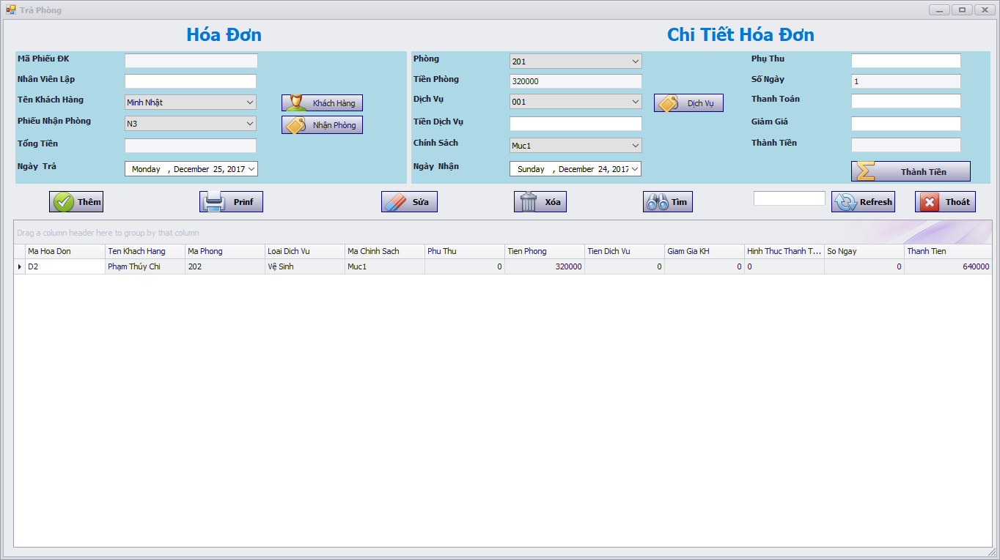 Trả Phòng
Hóa Đơn
Chi Tiết Hóa Đơn
Mã Phiếu ĐK
Nhân Viên Lập
Tên Khách Hàng Minh Nhật Khách Hàng
Phiếu Nhận Phòng N3 Nhận Phòng
Tổng Tiền
Ngày Trả Monday , December 25, 2017
Phòng 201 Phụ Thu
Tiền Phòng 320000 Số Ngày 1
Dịch Vụ 001 Dịch Vụ Thanh Toán
Tiền Dịch Vụ Giảm Giá
Chính Sách Muc1 Thành Tiền
Ngày Nhận Sunday , December 24, 2017 Thành Tiền
Thêm Prinf Sửa Xóa Tìm Refresh Thoát
Drag a column header here to group by that column
Ma Hoa Don Ten Khach Hang Ma Phong Loai Dich Vu Ma Chinh Sach Phu Thu Tien Phong Tien Dich Vu Giam Gia KH Hinh Thuc Thanh T... So Ngay Thanh Tien
D2 Phạm Thúy Chi 202 Vệ Sinh Muc1 0 320000 0 0 0 0 640000